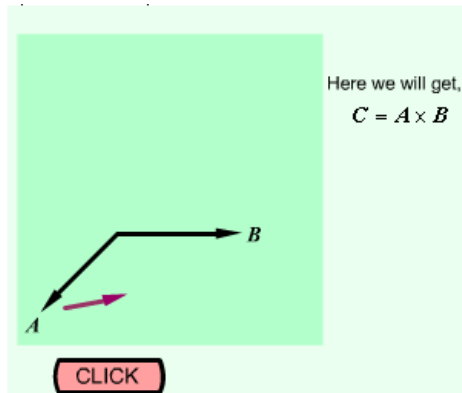 Here we will get,
C = A × B
B
A
CLICK